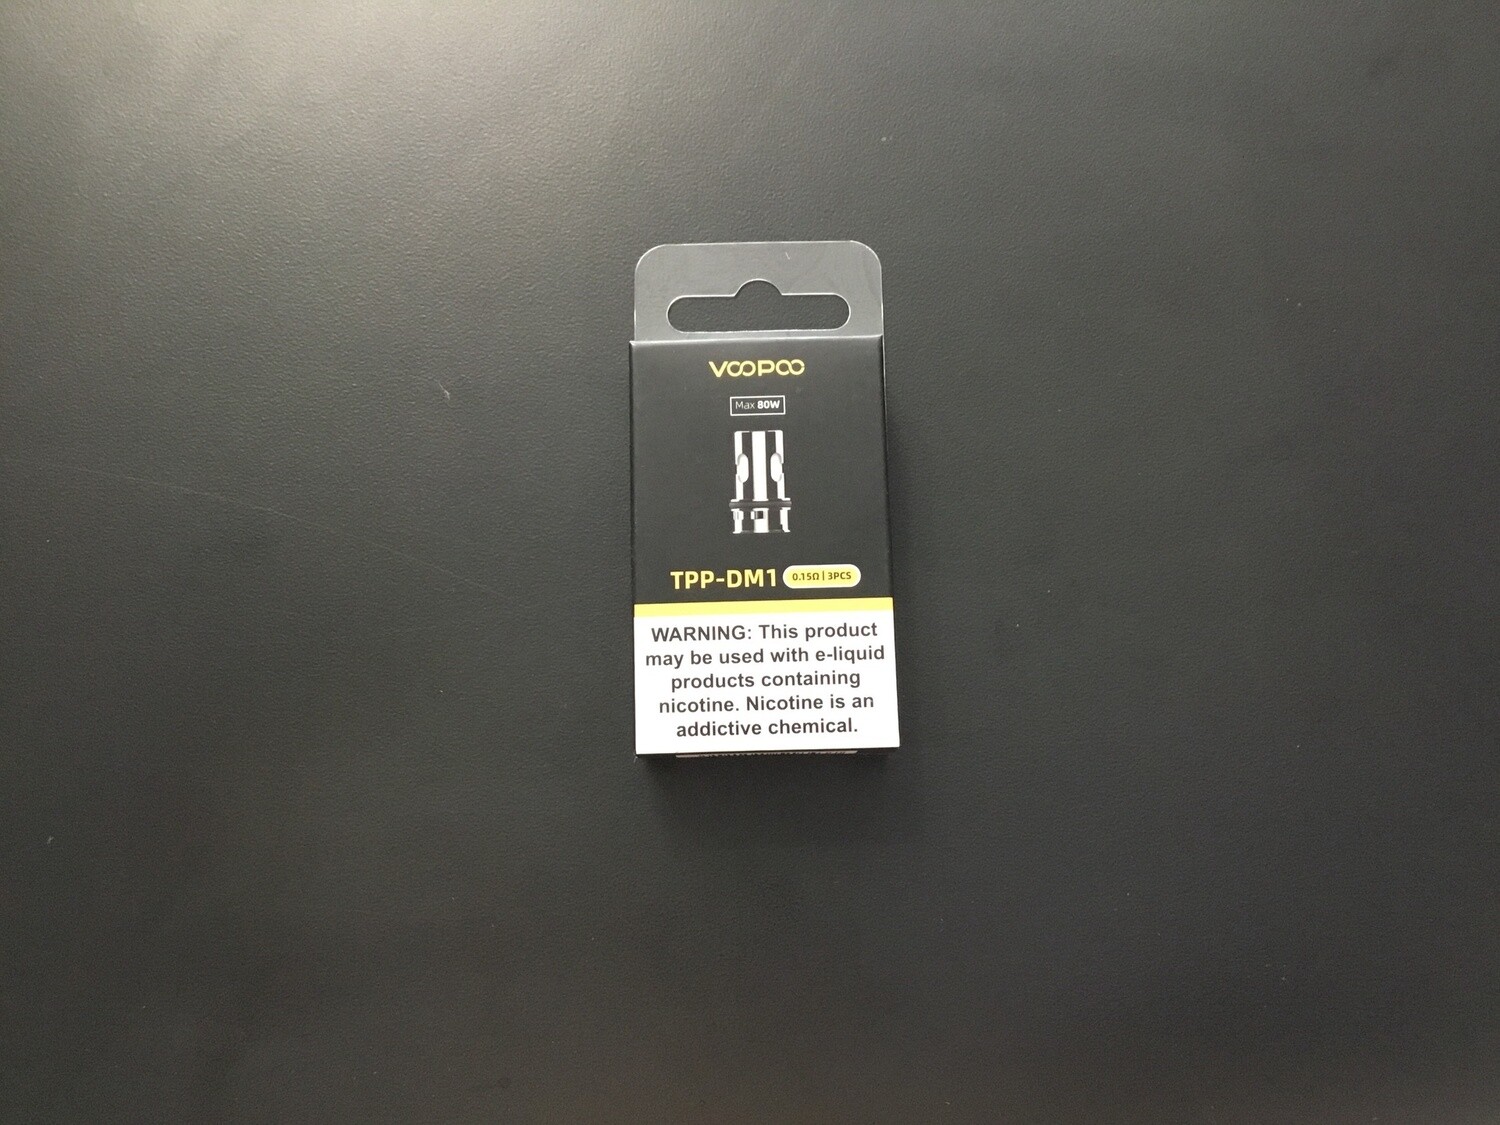 VOOPOO
Max 80W
TPP-DM1 0.15Ω | 3PCS
WARNING: This product
may be used with e-liquid
products containing
nicotine. Nicotine is an
addictive chemical.